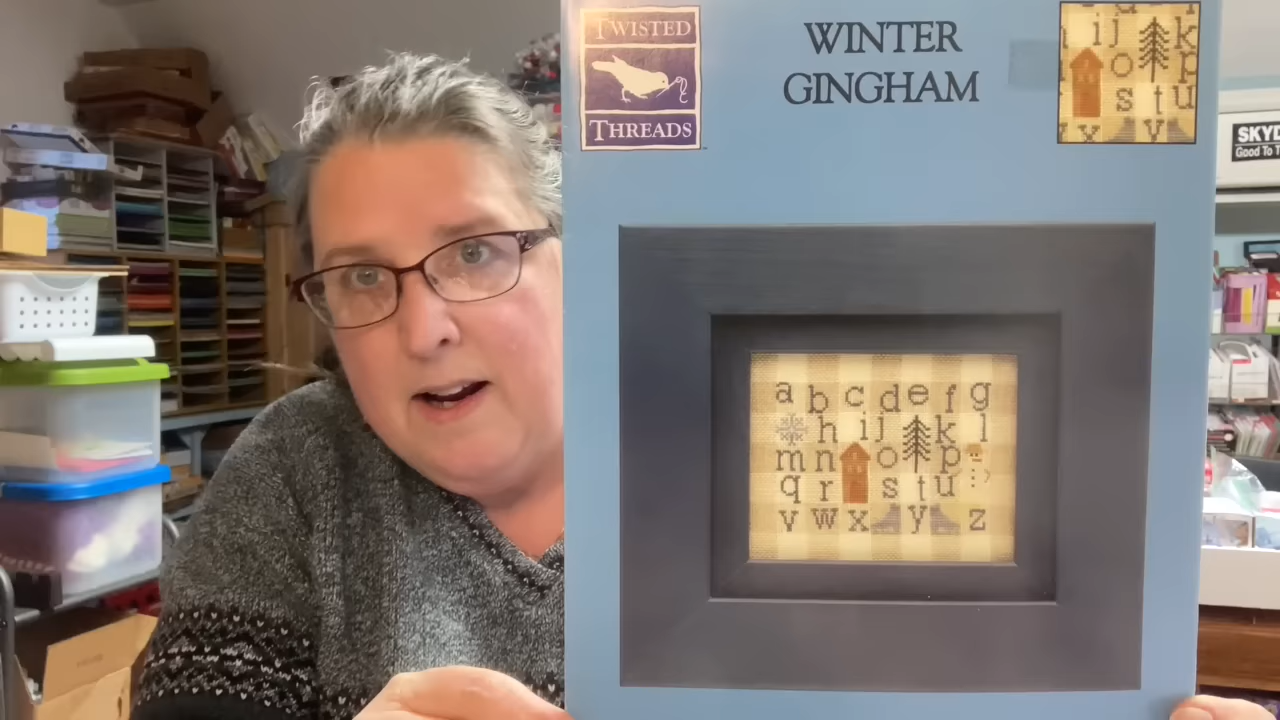 TWISTED
THREADS
WINTER
GINGHAM
i j k
o p
s t u
x y
SKYD
Good To T
a b c d e f g
h i j k l
m n o p
q r s t u
v w x y z